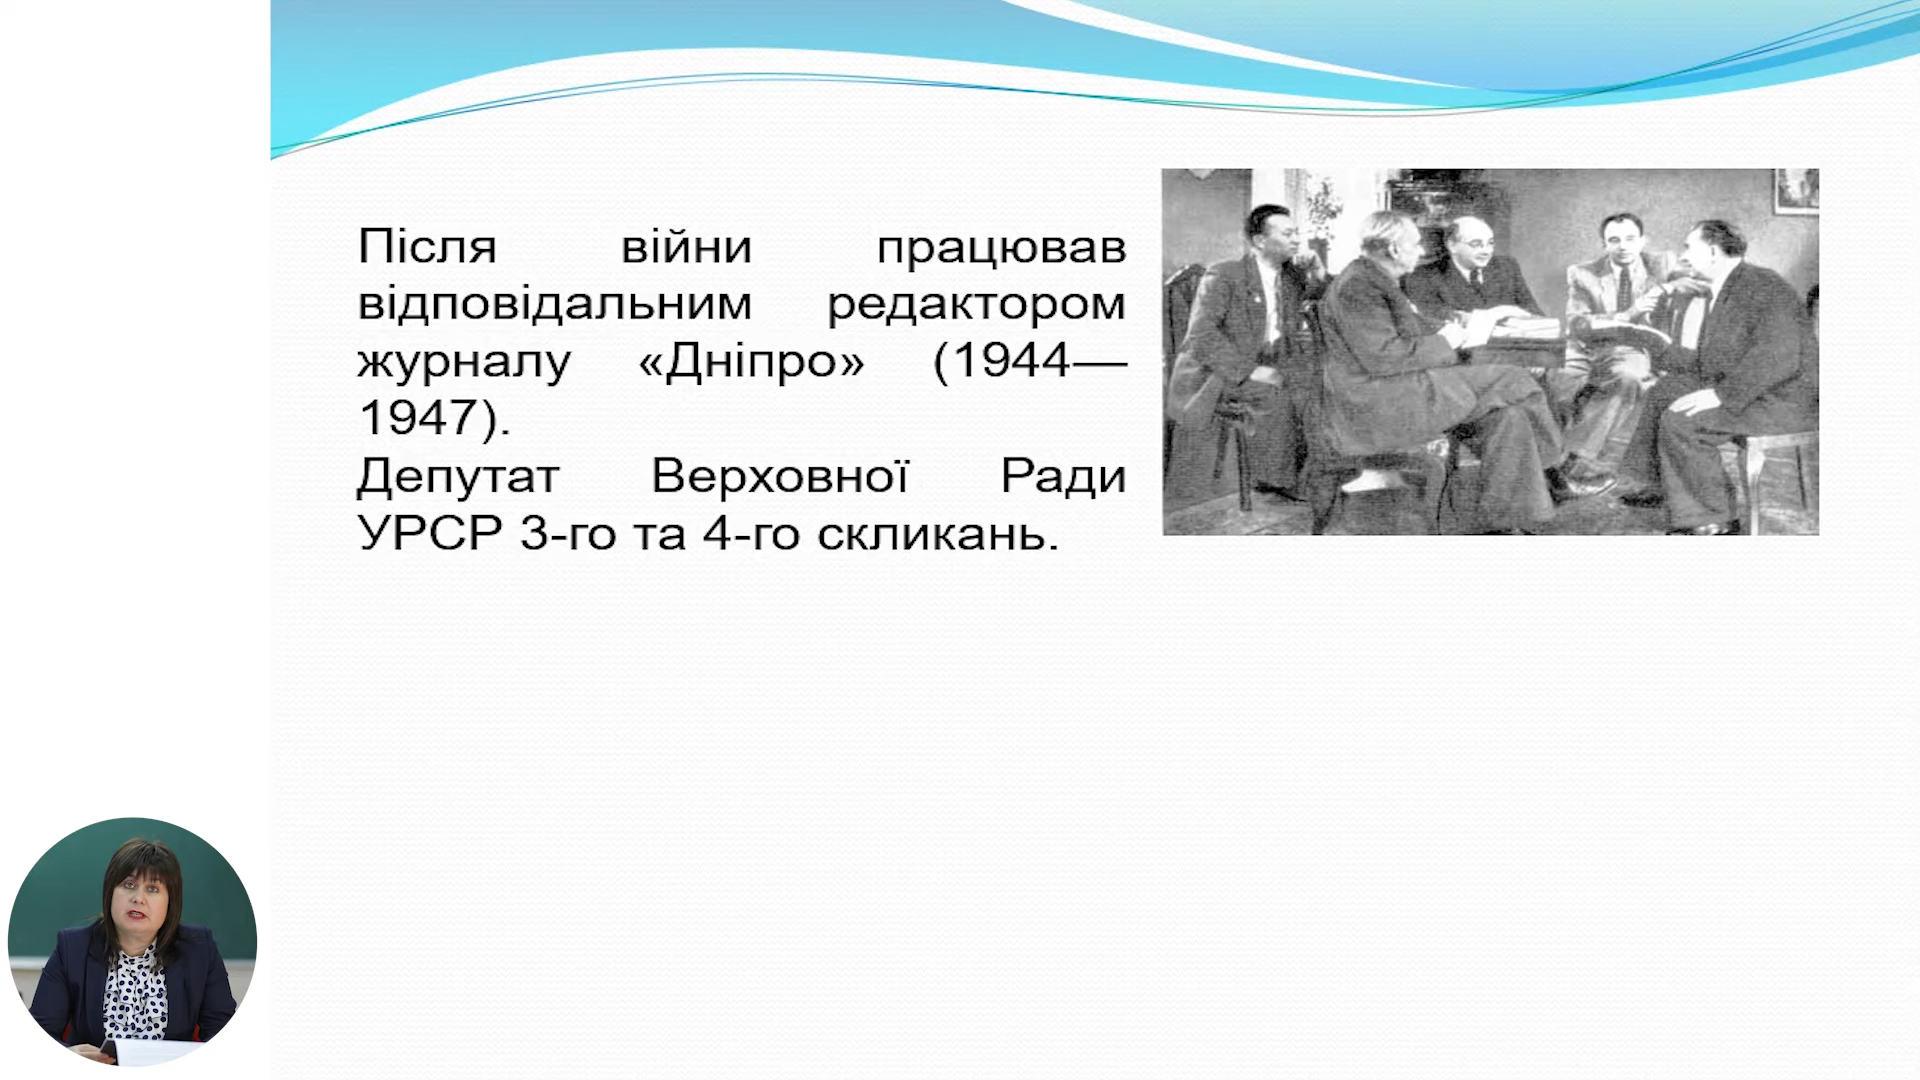 Після війни працював
відповідальним редактором
журналу «Дніпро» (1944—
1947).
Депутат Верховної Ради
УРСР 3-го та 4-го скликань.